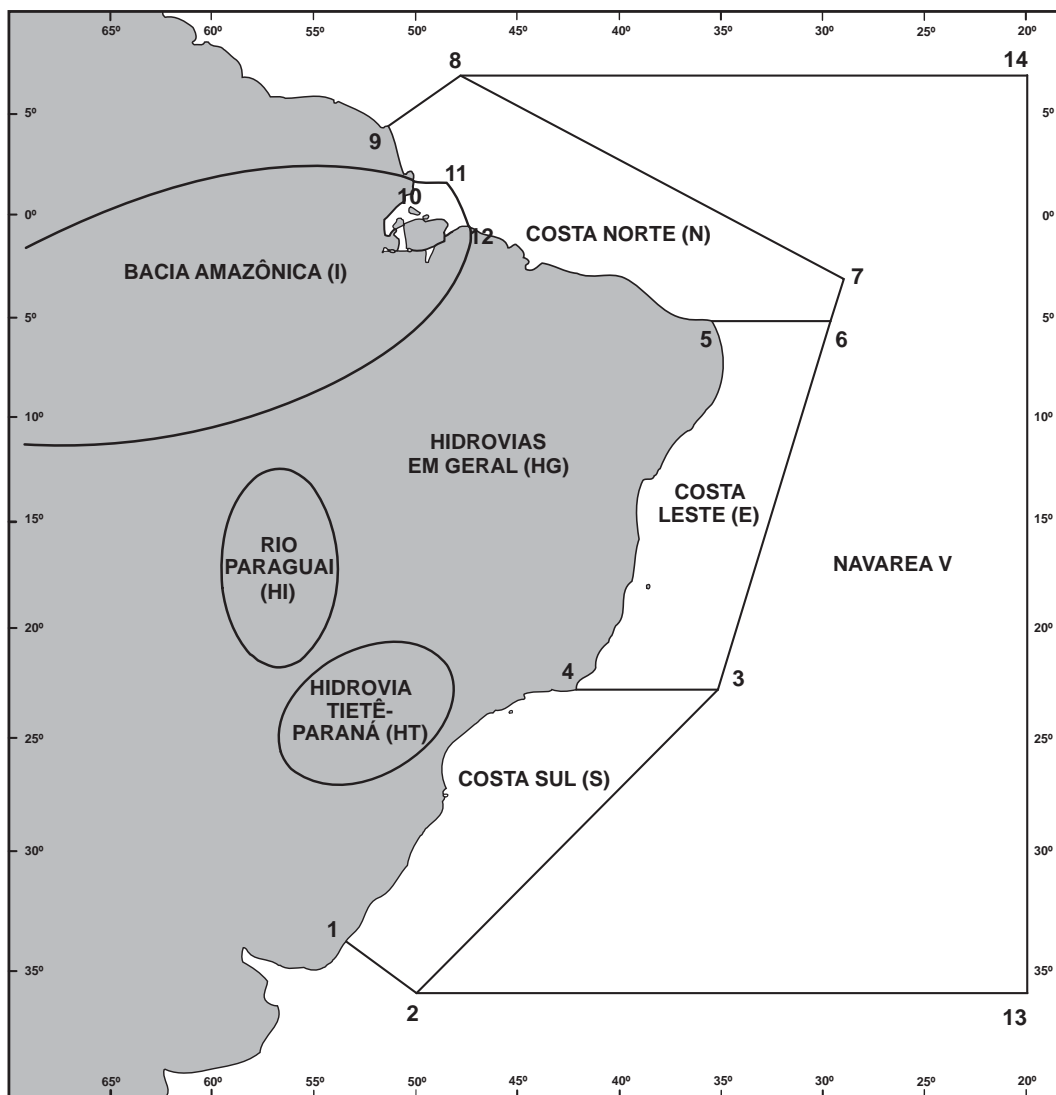 65º 60º 55º 50º 45º 40º 35º 30º 25º 20º
8 14
5º 5º
9
11
10
0º 0º
12
COSTA NORTE (N)
BACIA AMAZÔNICA (I)
7
5º 5º
5 6
10º 10º
HIDROVIAS
EM GERAL (HG)
COSTA
LESTE (E)
15º 15º
RIO
PARAGUAI
(HI)
NAVAREA V
20º 20º
4 3
HIDROVIA
TIETÊ-
PARANÁ (HT)
25º 25º
COSTA SUL (S)
30º 30º
1
35º 35º
2 13
65º 60º 55º 50º 45º 40º 35º 30º 25º 20º